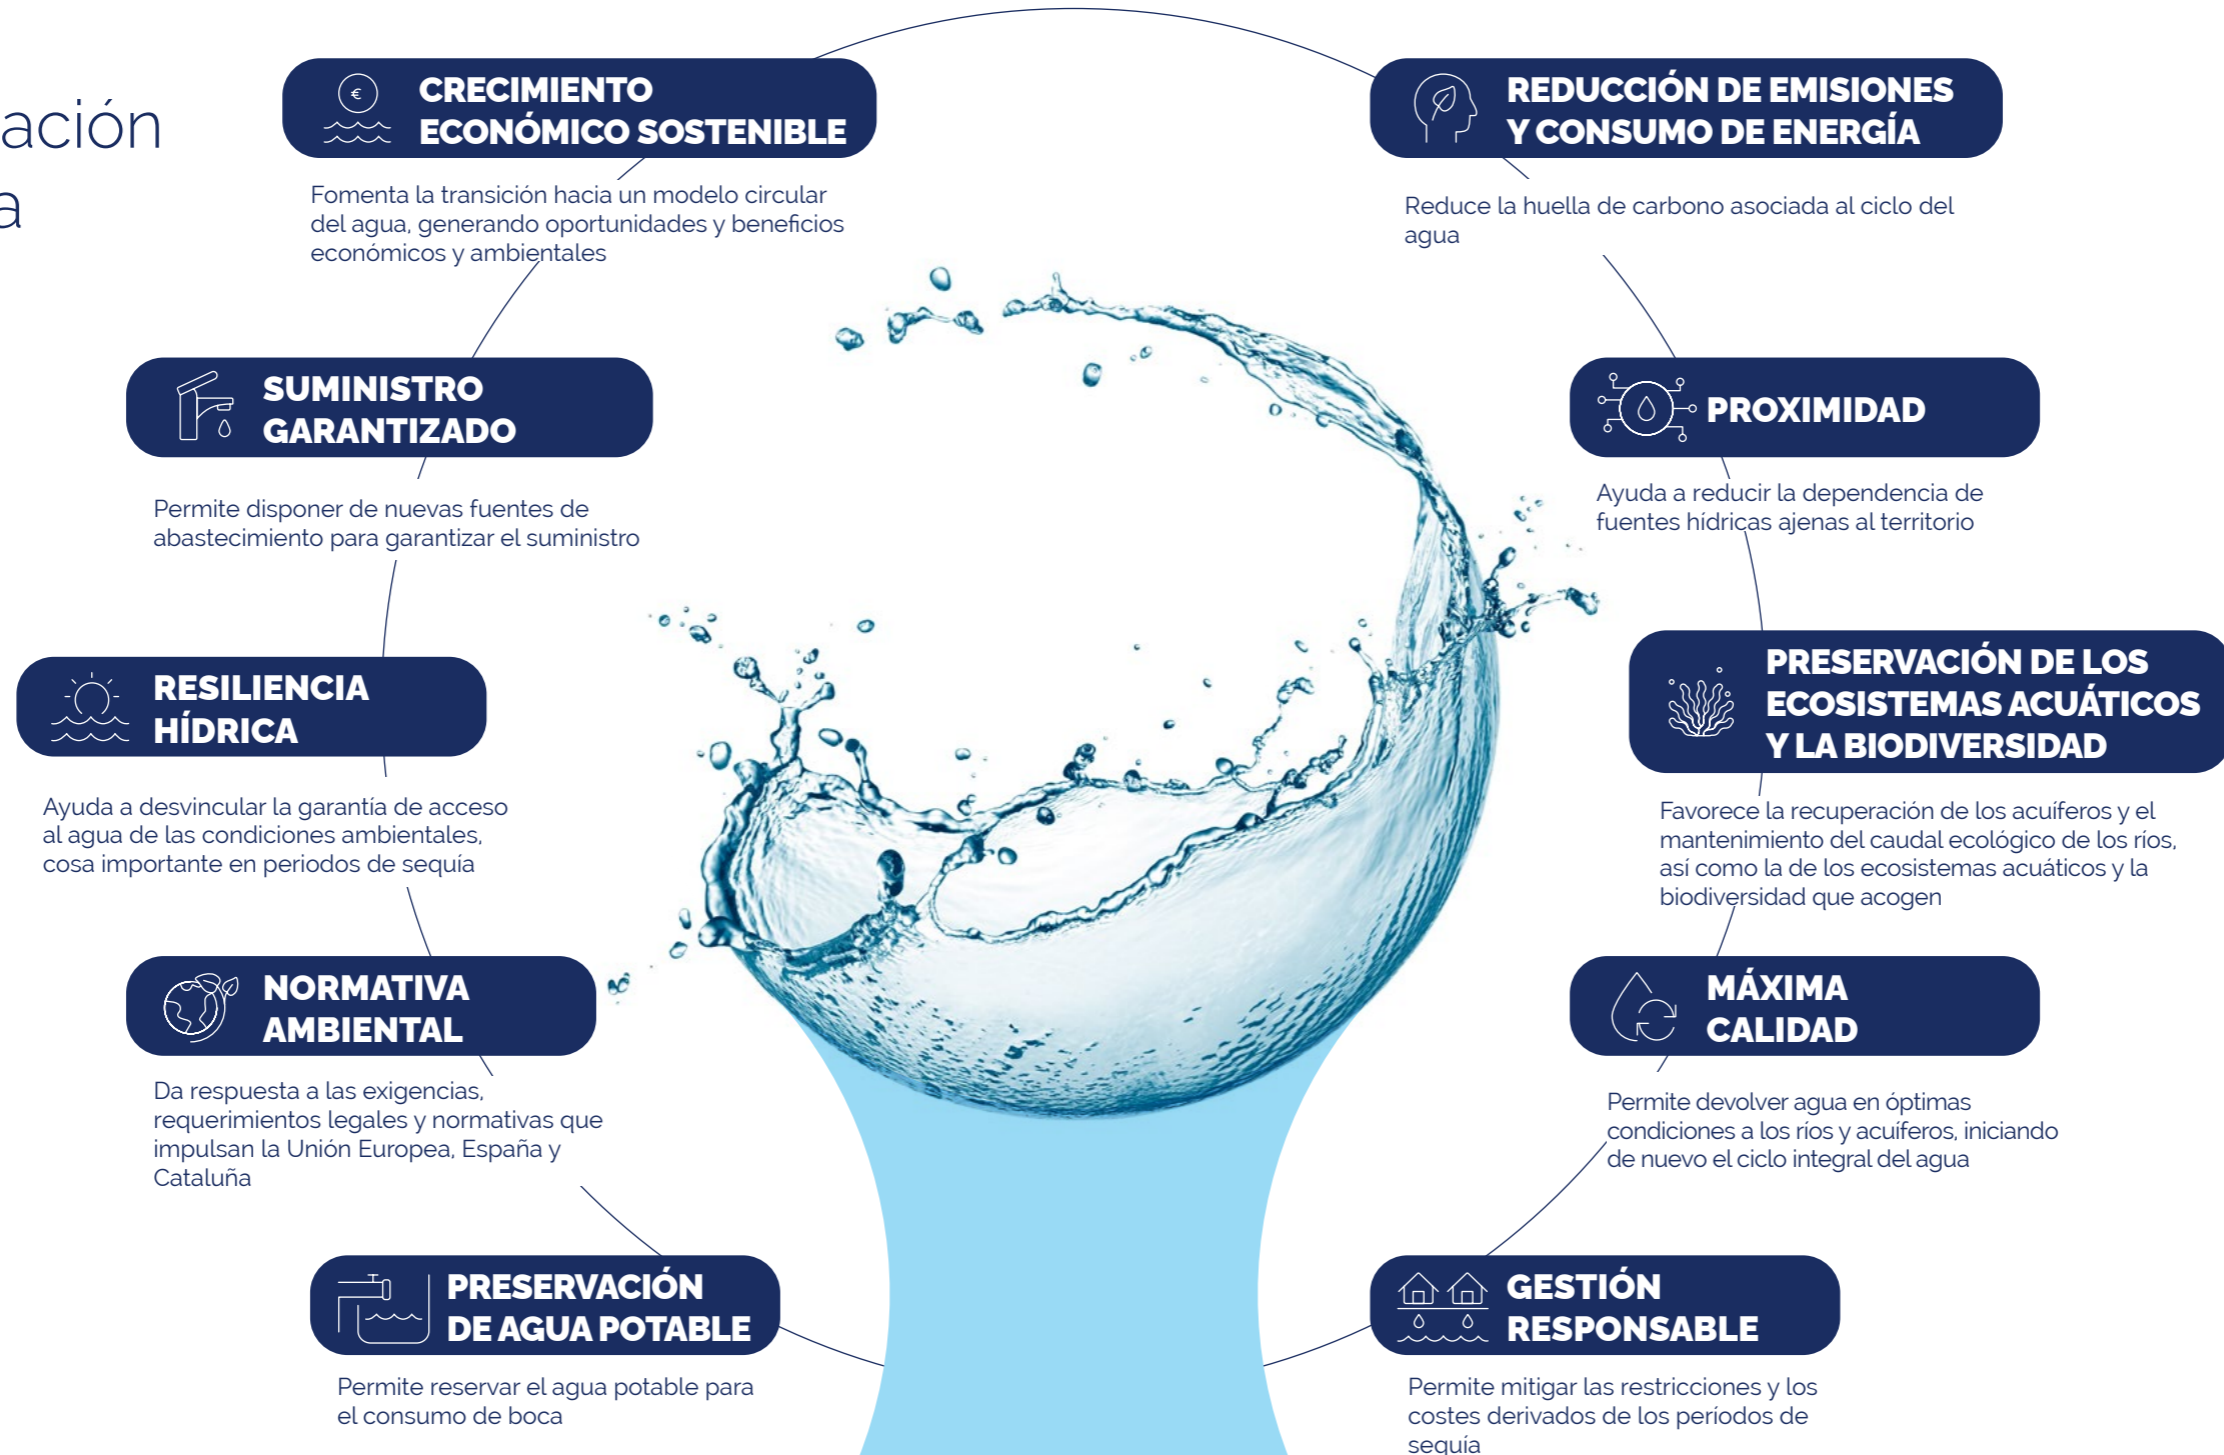 ación
a
CRECIMIENTO
ECONÓMICO SOSTENIBLE
Fomenta la transición hacia un modelo circular
del agua, generando oportunidades y beneficios
económicos y ambientales
SUMINISTRO
GARANTIZADO
Permite disponer de nuevas fuentes de
abastecimiento para garantizar el suministro
RESILIENCIA
HÍDRICA
Ayuda a desvincular la garantía de acceso
al agua de las condiciones ambientales,
cosa importante en periodos de sequía
NORMATIVA
AMBIENTAL
Da respuesta a las exigencias,
requerimientos legales y normativas que
impulsan la Unión Europea, España y
Cataluña
PRESERVACIÓN
DE AGUA POTABLE
Permite reservar el agua potable para
el consumo de boca
REDUCCIÓN DE EMISIONES
Y CONSUMO DE ENERGÍA
Reduce la huella de carbono asociada al ciclo del
agua
PROXIMIDAD
Ayuda a reducir la dependencia de
fuentes hídricas ajenas al territorio
PRESERVACIÓN DE LOS
ECOSISTEMAS ACUÁTICOS
Y LA BIODIVERSIDAD
Favorece la recuperación de los acuíferos y el
mantenimiento del caudal ecológico de los ríos,
así como la de los ecosistemas acuáticos y la
biodiversidad que acogen
MÁXIMA
CALIDAD
Permite devolver agua en óptimas
condiciones a los ríos y acuíferos, iniciando
de nuevo el ciclo integral del agua
GESTIÓN
RESPONSABLE
Permite mitigar las restricciones y los
costes derivados de los períodos de
sequía